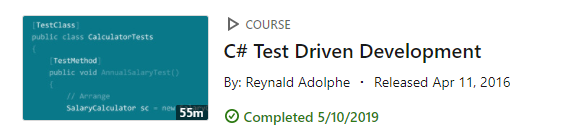 [TestClass]
public class CalculatorTests
{
[TestMethod]
public void AnnualSalaryTest()
{
// Arrange
SalaryCalculator sc = new
55m
COURSE
C# Test Driven Development
By: Reynald Adolphe · Released Apr 11, 2016
Completed 5/10/2019